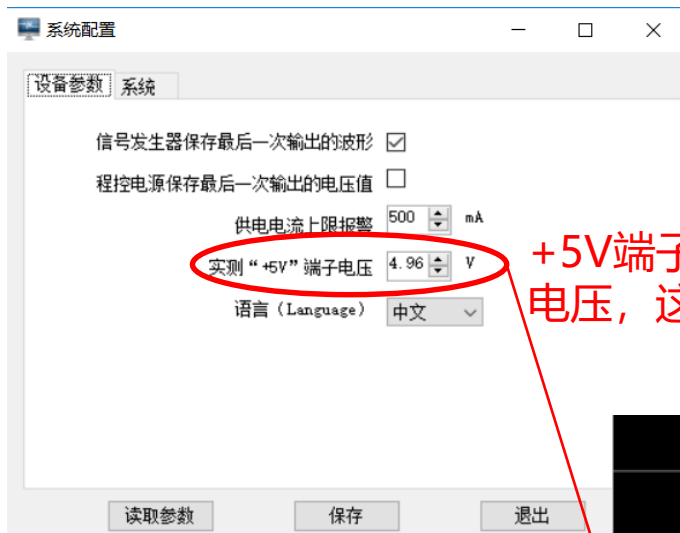 系统配置
设备参数 系统
信号发生器保存最后一次输出的波形
程控电源保存最后一次输出的电压值
供电电流上限报警 500 mA
实测“+5V”端子电压 4.96 V
语言（Language） 中文
+5V端子
电压，这
读取参数 保存 退出